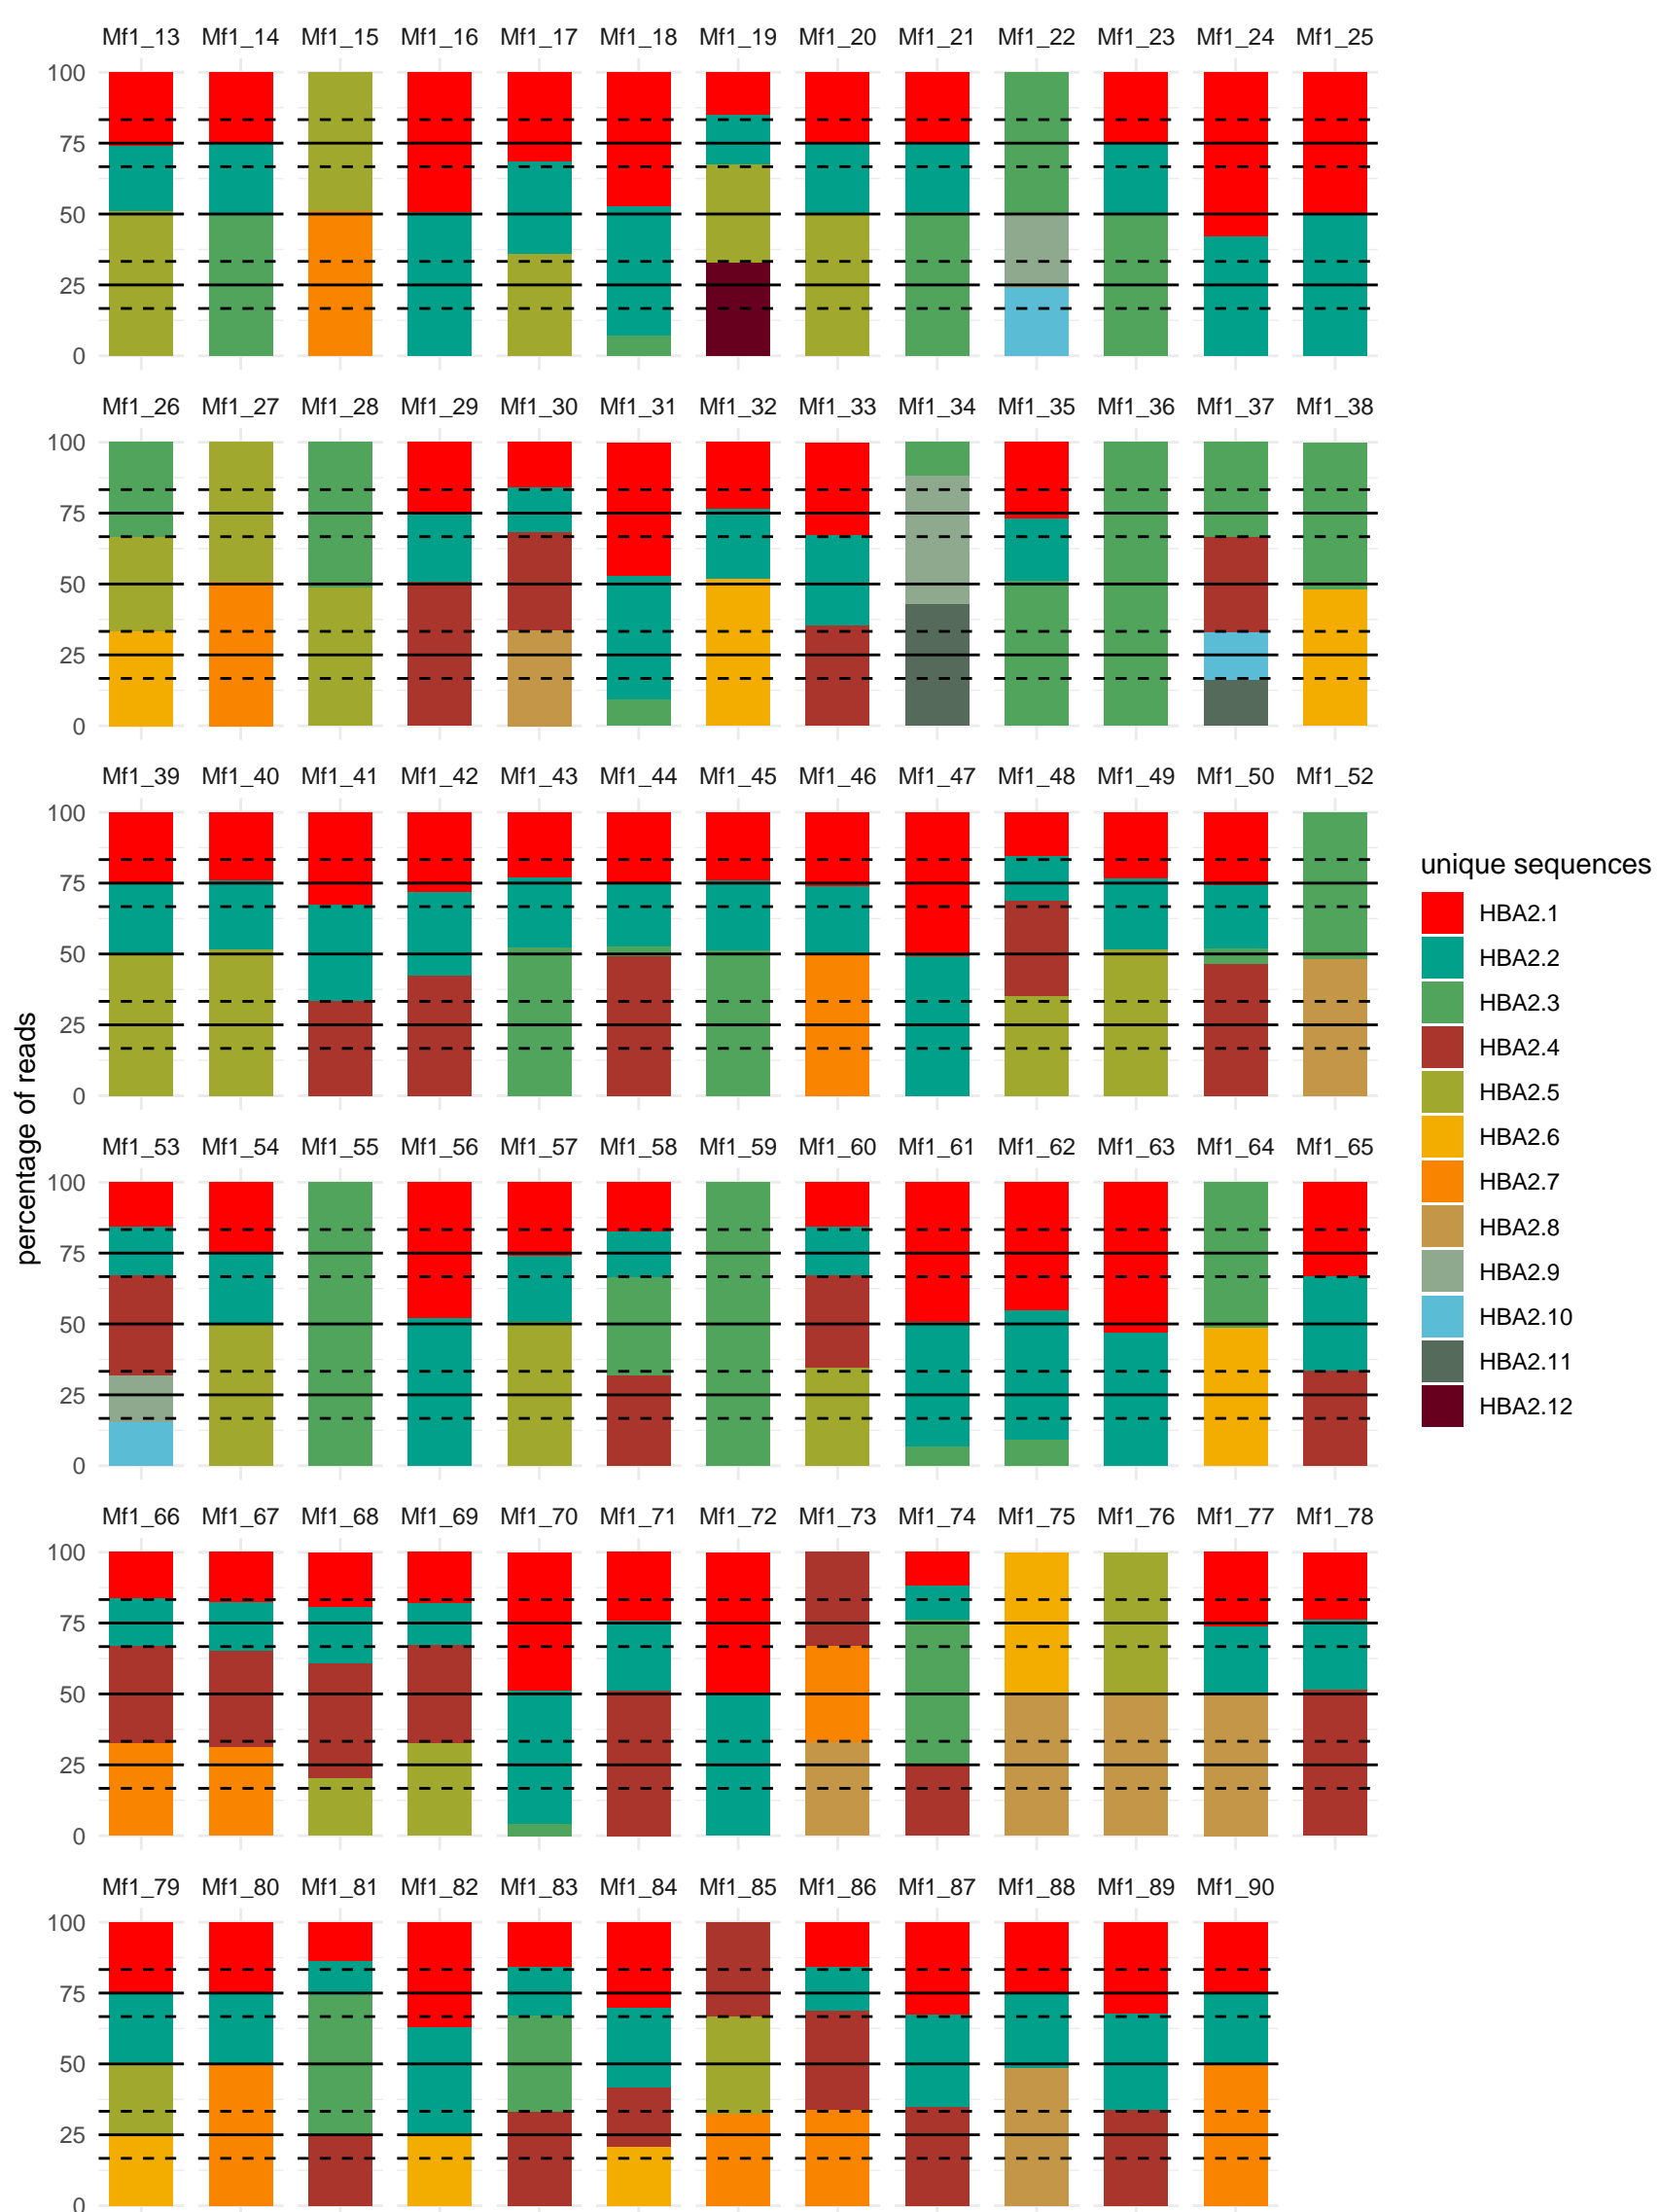 Mf1_13 Mf1_14 Mf1_15 Mf1_16 Mf1_17 Mf1_18 Mf1_19 Mf1_20 Mf1_21 Mf1_22 Mf1_23 Mf1_24 Mf1_25
100
75
50
25
0
Mf1_26 Mf1_27 Mf1_28 Mf1_29 Mf1_30 Mf1_31 Mf1_32 Mf1_33 Mf1_34 Mf1_35 Mf1_36 Mf1_37 Mf1_38
100
75
50
25
0
Mf1_39 Mf1_40 Mf1_41 Mf1_42 Mf1_43 Mf1_44 Mf1_45 Mf1_46 Mf1_47 Mf1_48 Mf1_49 Mf1_50 Mf1_52
100
75
50
25
0
Mf1_53 Mf1_54 Mf1_55 Mf1_56 Mf1_57 Mf1_58 Mf1_59 Mf1_60 Mf1_61 Mf1_62 Mf1_63 Mf1_64 Mf1_65
100
75
50
25
0
Mf1_66 Mf1_67 Mf1_68 Mf1_69 Mf1_70 Mf1_71 Mf1_72 Mf1_73 Mf1_74 Mf1_75 Mf1_76 Mf1_77 Mf1_78
100
75
50
25
0
Mf1_79 Mf1_80 Mf1_81 Mf1_82 Mf1_83 Mf1_84 Mf1_85 Mf1_86 Mf1_87 Mf1_88 Mf1_89 Mf1_90
100
75
50
25
0
percentage of reads
unique sequences
HBA2.1
HBA2.2
HBA2.3
HBA2.4
HBA2.5
HBA2.6
HBA2.7
HBA2.8
HBA2.9
HBA2.10
HBA2.11
HBA2.12